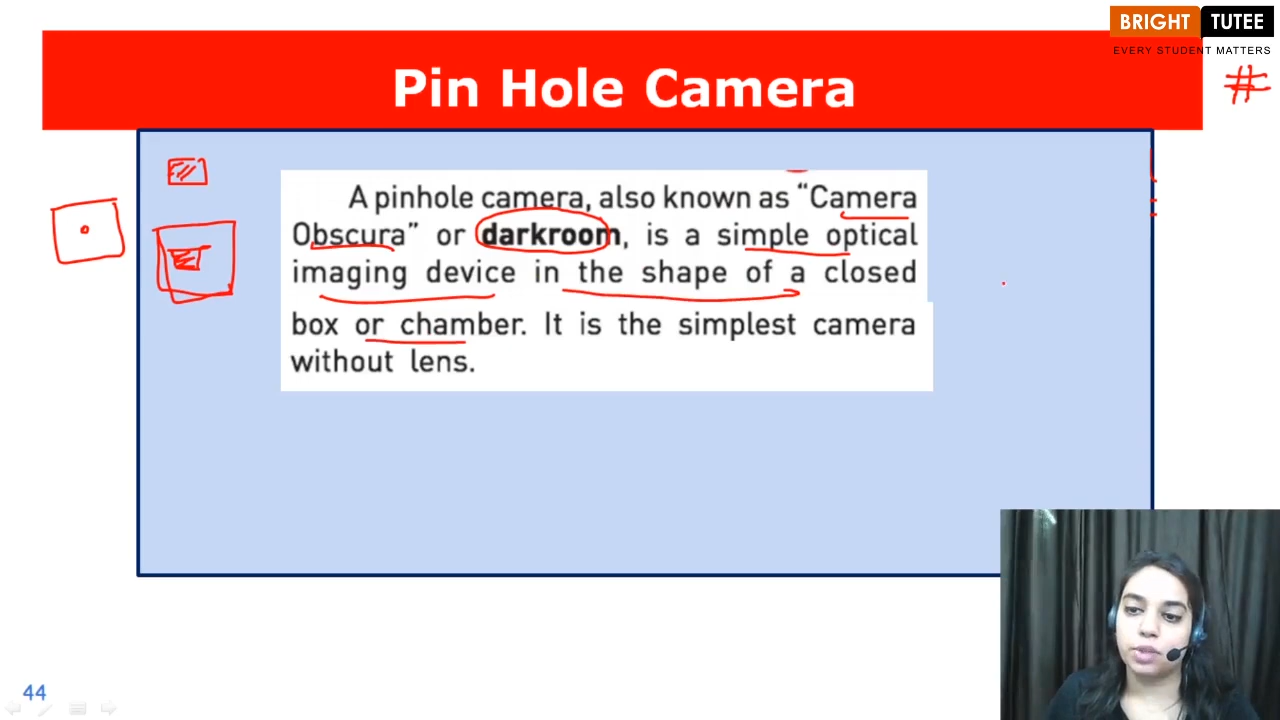 BRIGHT TUTEE
EVERY STUDENT MATTERS
Pin Hole Camera
#
A pinhole camera, also known as “Camera
Obscura” or darkroom, is a simple optical
imaging device in the shape of a closed
box or chamber. It is the simplest camera
without lens.
44